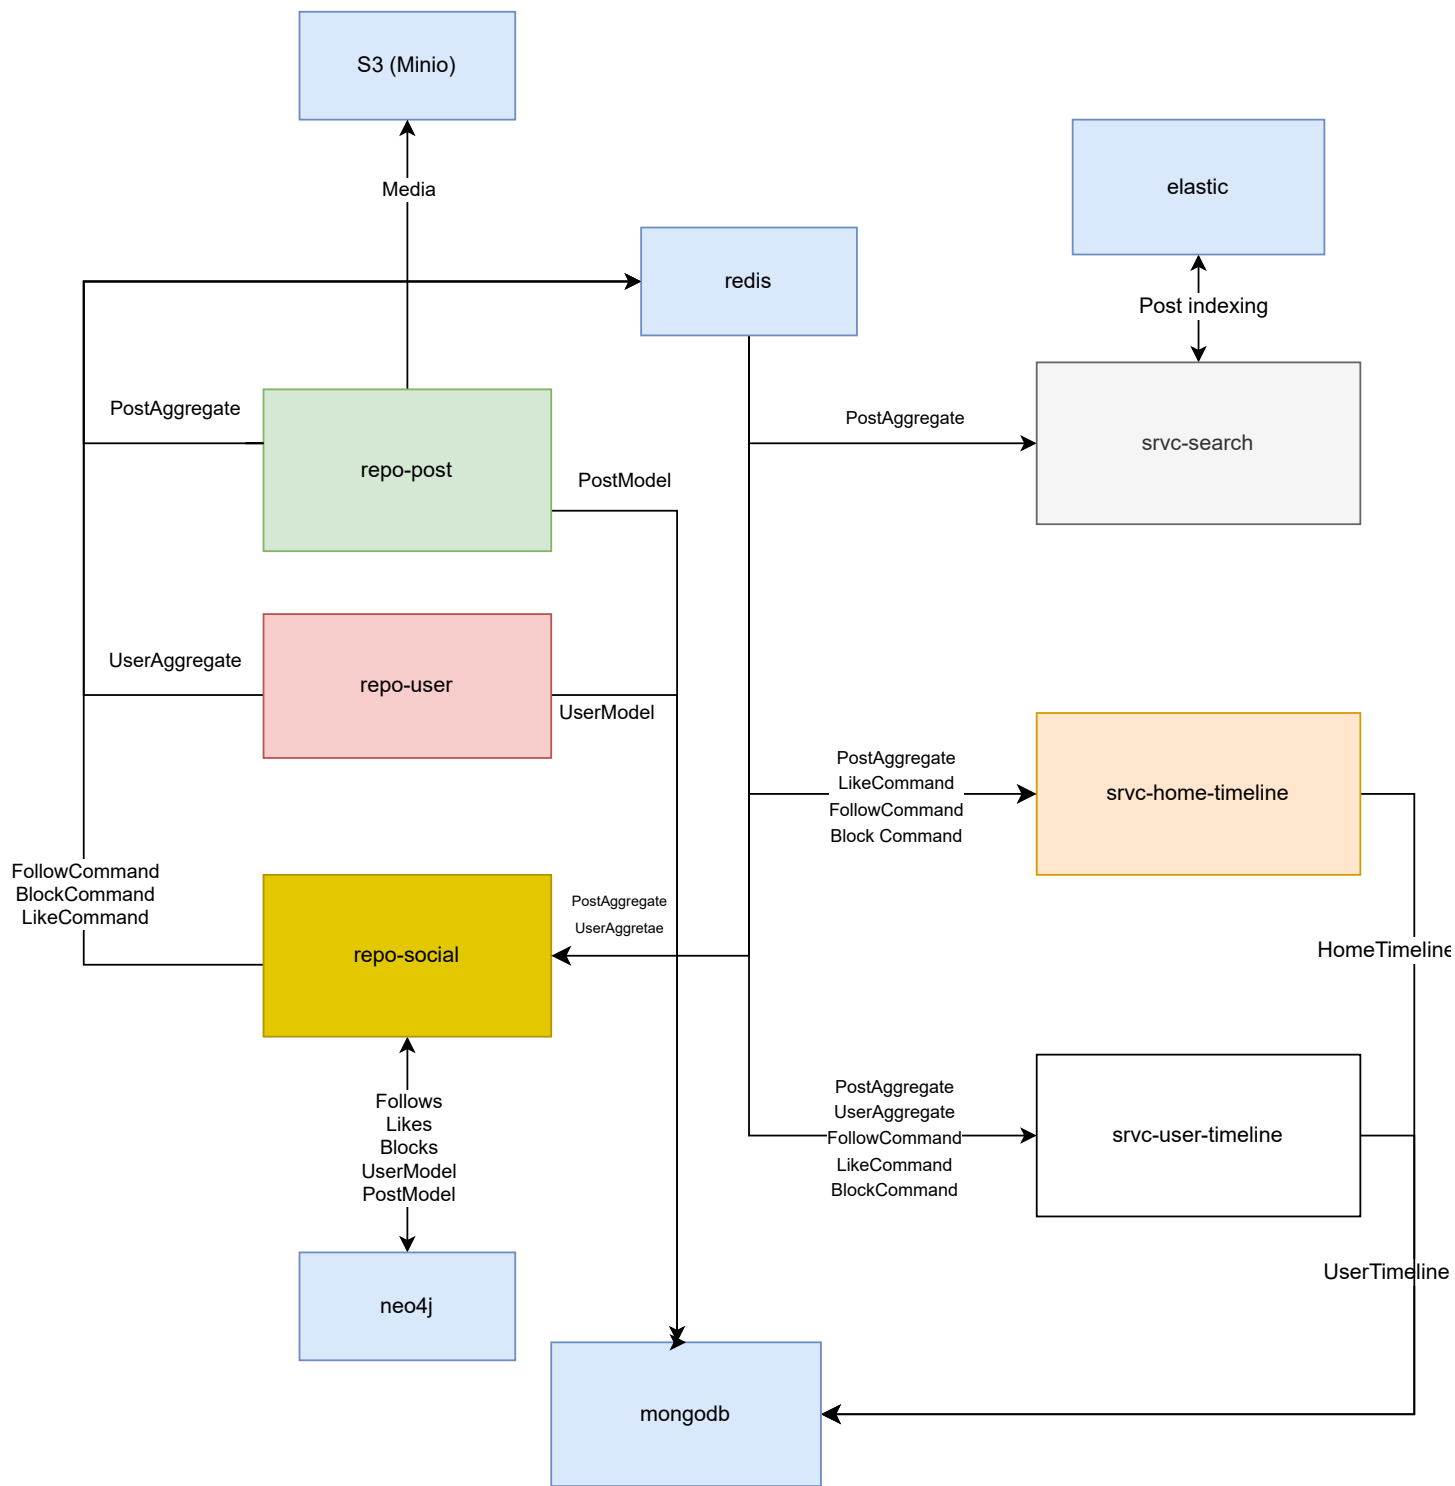 S3 (Minio)
Media
elastic
redis
Post indexing
PostAggregate
repo-post
PostModel
PostAggregate
srvc-search
UserAggregate
repo-user
UserModel
PostAggregate
LikeCommand
FollowCommand
Block Command
srvc-home-timeline
FollowCommand
BlockCommand
LikeCommand
repo-social
PostAggregate
UserAggretae
HomeTimeline
Follows
Likes
Blocks
UserModel
PostModel
PostAggregate
UserAggregate
FollowCommand
LikeCommand
BlockCommand
srvc-user-timeline
UserTimeline
neo4j
mongodb